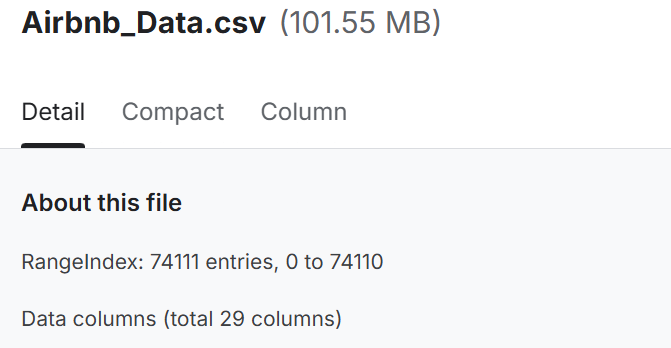 Airbnb_Data.csv (101.55 MB)
Detail Compact Column
About this file
RangeIndex: 74111 entries, 0 to 74110
Data columns (total 29 columns)